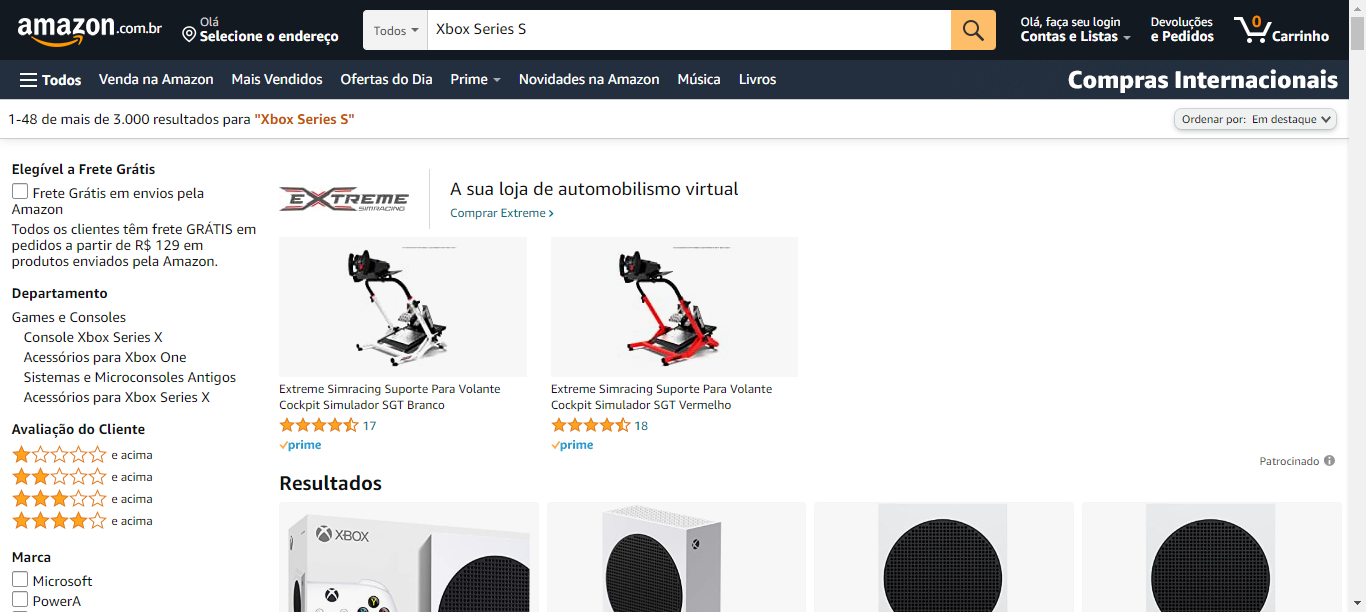 amazon.com.br
Olá
Selecione o endereço
Todos
Xbox Series S
Olá, faça seu login
Contas e Listas
Devoluções
e Pedidos
0
Carrinho
Todos
Venda na Amazon
Mais Vendidos
Ofertas do Dia
Prime
Novidades na Amazon
Música
Livros
Compras Internacionais
1-48 de mais de 3.000 resultados para "Xbox Series S"
Ordenar por: Em destaque
Elegível a Frete Grátis
Frete Grátis em envios pela
Amazon
Todos os clientes têm frete GRÁTIS em
pedidos a partir de R$ 129 em
produtos enviados pela Amazon.
Departamento
Games e Consoles
Console Xbox Series X
Acessórios para Xbox One
Sistemas e Microconsoles Antigos
Acessórios para Xbox Series X
Avaliação do Cliente
e acima
e acima
e acima
e acima
Marca
Microsoft
PowerA
EXTREME
SIMRACING
A sua loja de automobilismo virtual
Comprar Extreme
Extreme Simracing Suporte Para Volante
Cockpit Simulador SGT Branco
17
prime
Extreme Simracing Suporte Para Volante
Cockpit Simulador SGT Vermelho
18
prime
Patrocinado
Resultados
XBOX
Y